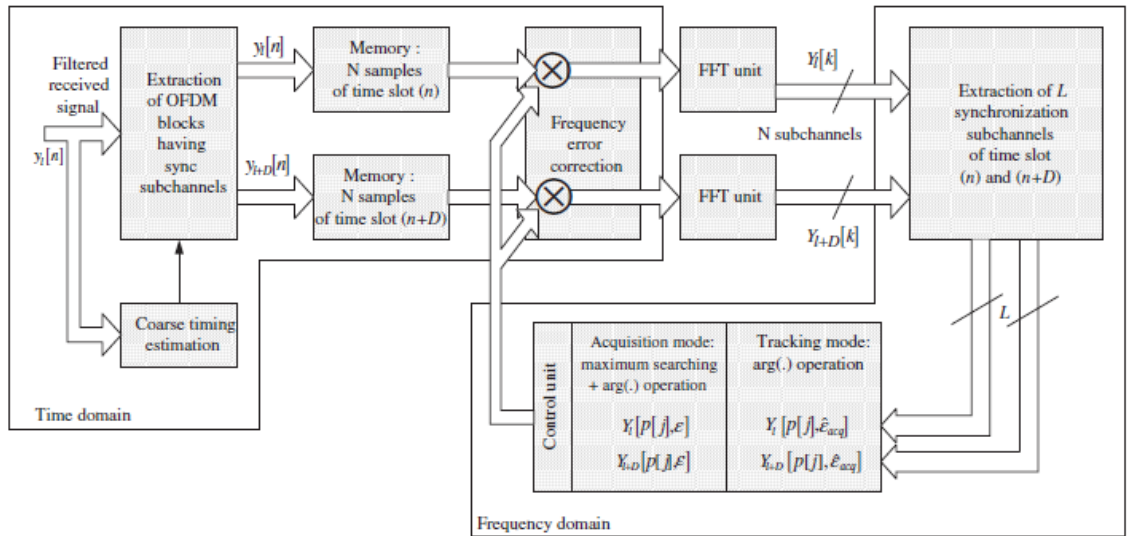 Filtered
received
signal
y_l[n]
Extraction
of OFDM
blocks
having
sync
subchannels
Coarse timing
estimation
Time domain
y_l[n]
y_{l+D}[n]
Memory :
N samples
of time slot (n)
Memory :
N samples
of time slot (n+D)
Frequency
error
correction
FFT unit
FFT unit
Y_l[k]
N subchannels
Y_{l+D}[k]
Extraction of L
synchronization
subchannels
of time slot
(n) and (n+D)
L
Control unit
Acquisition mode:
maximum searching
+ arg(.) operation
Y_l[p[j],ε]
Y_{l+D}[p[j],ε]
Tracking mode:
arg(.) operation
Y_l[p[j],ε̂_{acq}]
Y_{l+D}[p[j],ε̂_{acq}]
Frequency domain